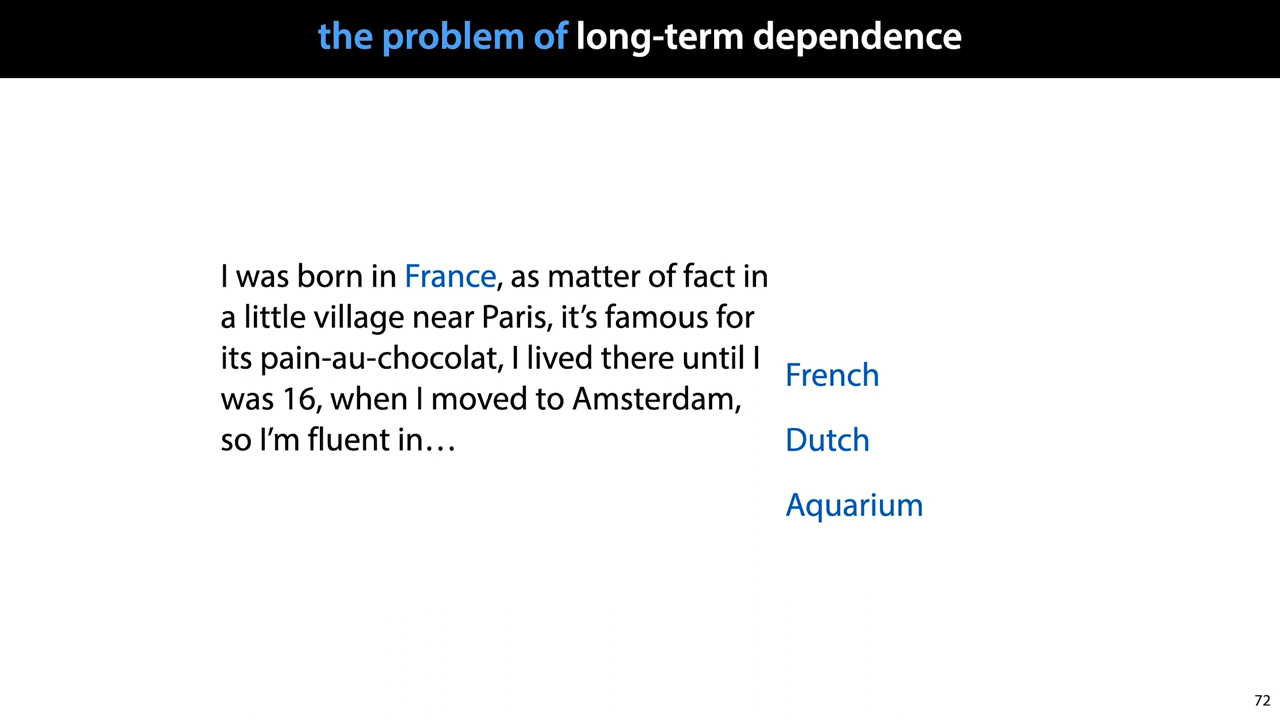 the problem of long-term dependence
I was born in France, as matter of fact in
a little village near Paris, it’s famous for
its pain-au-chocolat, I lived there until I
was 16, when I moved to Amsterdam,
so I’m fluent in…
French
Dutch
Aquarium
72